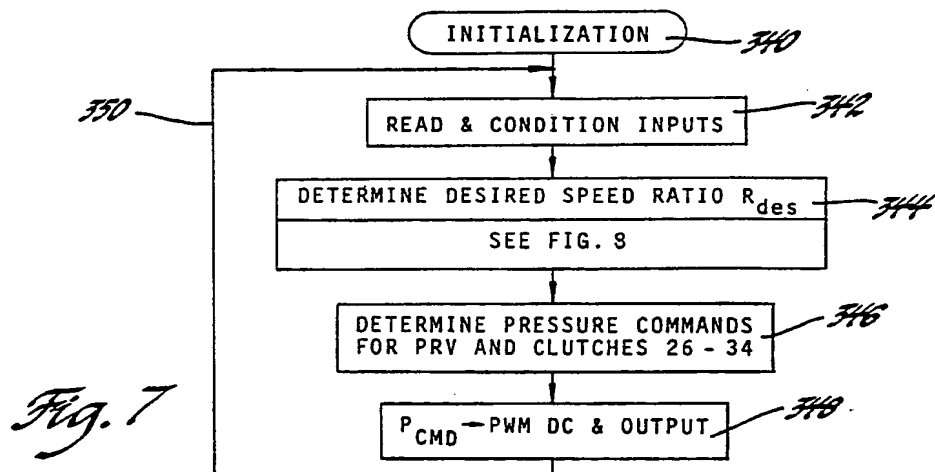 INITIALIZATION 340
350
READ & CONDITION INPUTS 342
DETERMINE DESIRED SPEED RATIO Rdes 344
SEE FIG. 8
DETERMINE PRESSURE COMMANDS 346
FOR PRV AND CLUTCHES 26 - 34
PCMD → PWM DC & OUTPUT 348
Fig. 7